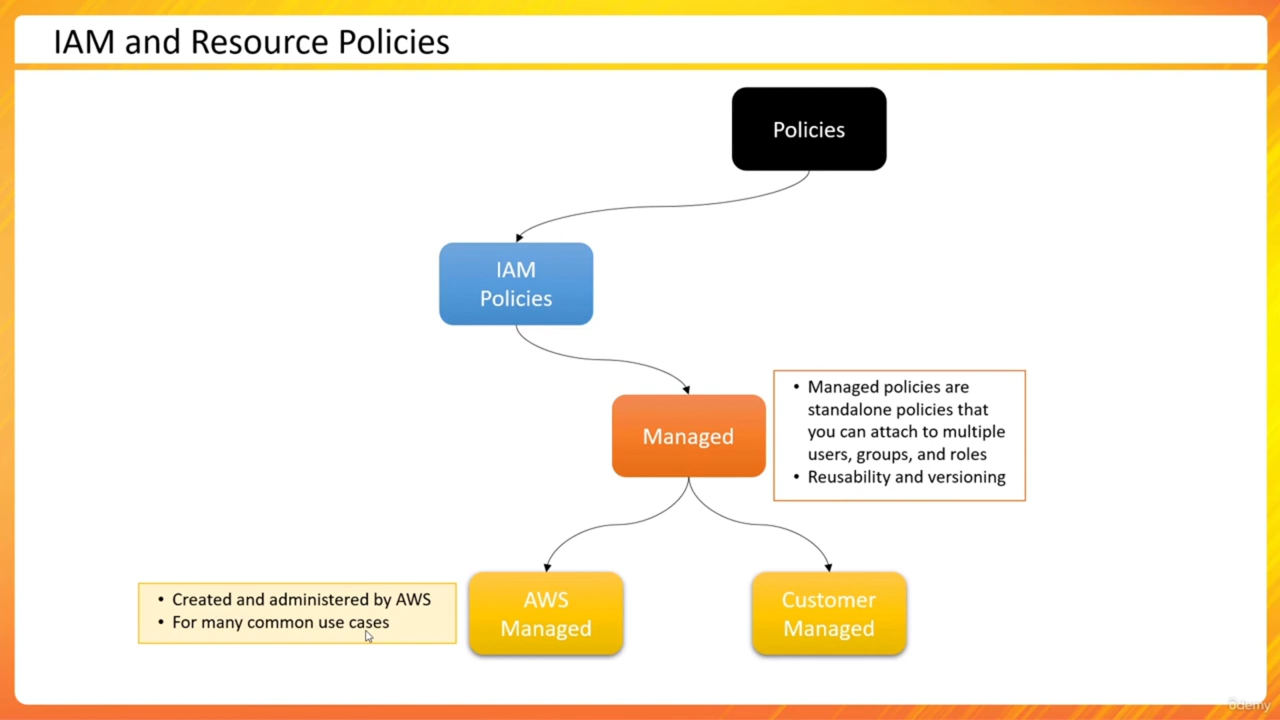 IAM and Resource Policies
Policies
IAM
Policies
Managed
• Managed policies are
standalone policies that
you can attach to multiple
users, groups, and roles
• Reusability and versioning
• Created and administered by AWS
• For many common use cases
AWS
Managed
Customer
Managed
ûdemy